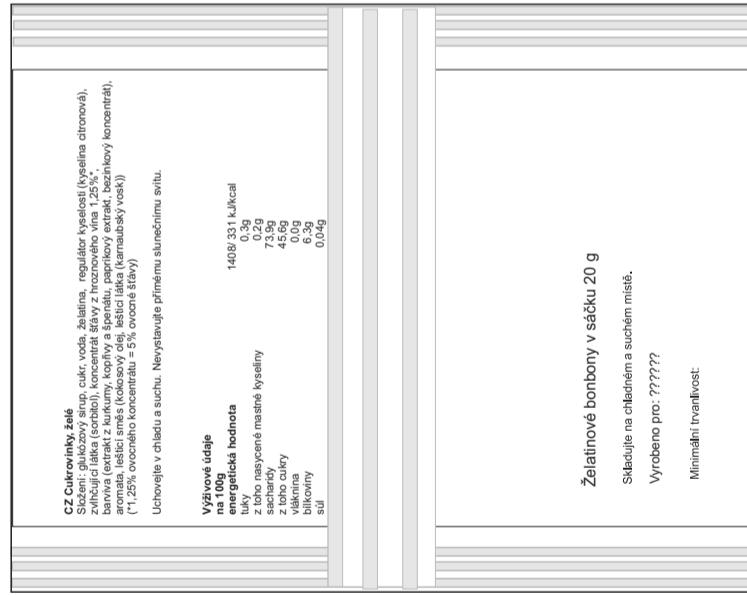 CZ Cukrovinky, želé
Složení: glukózový sirup, cukr, voda, želatina, regulátor kyselosti (kyselina citronová),
zvlhčující látka (sorbitol), koncentrát šťávy z hroznového vína 1,25%*,
barviva (extrakt z kurkumy, kopřivy a špenátu, paprikový extrakt, bezinkový koncentrát),
aromata, lešticí směs (kokosový olej, lešticí látka (karnaubský vosk))
(*1,25% ovocného koncentrátu = 5% ovocné šťávy)
Uchovejte v chladu a suchu. Nevystavujte přímému slunečnímu svitu.
Výživové údaje
na 100g
energetická hodnota 1408/ 331 kJ/kcal
tuky 0,3g
z toho nasycené mastné kyseliny 0,2g
sacharidy 73,9g
z toho cukry 45,6g
vláknina 0,0g
bílkoviny 6,3g
sůl 0,04g
Želatinové bonbony v sáčku 20 g
Skladujte na chladném a suchém místě.
Vyrobeno pro: ??????
Minimální trvanlivost: